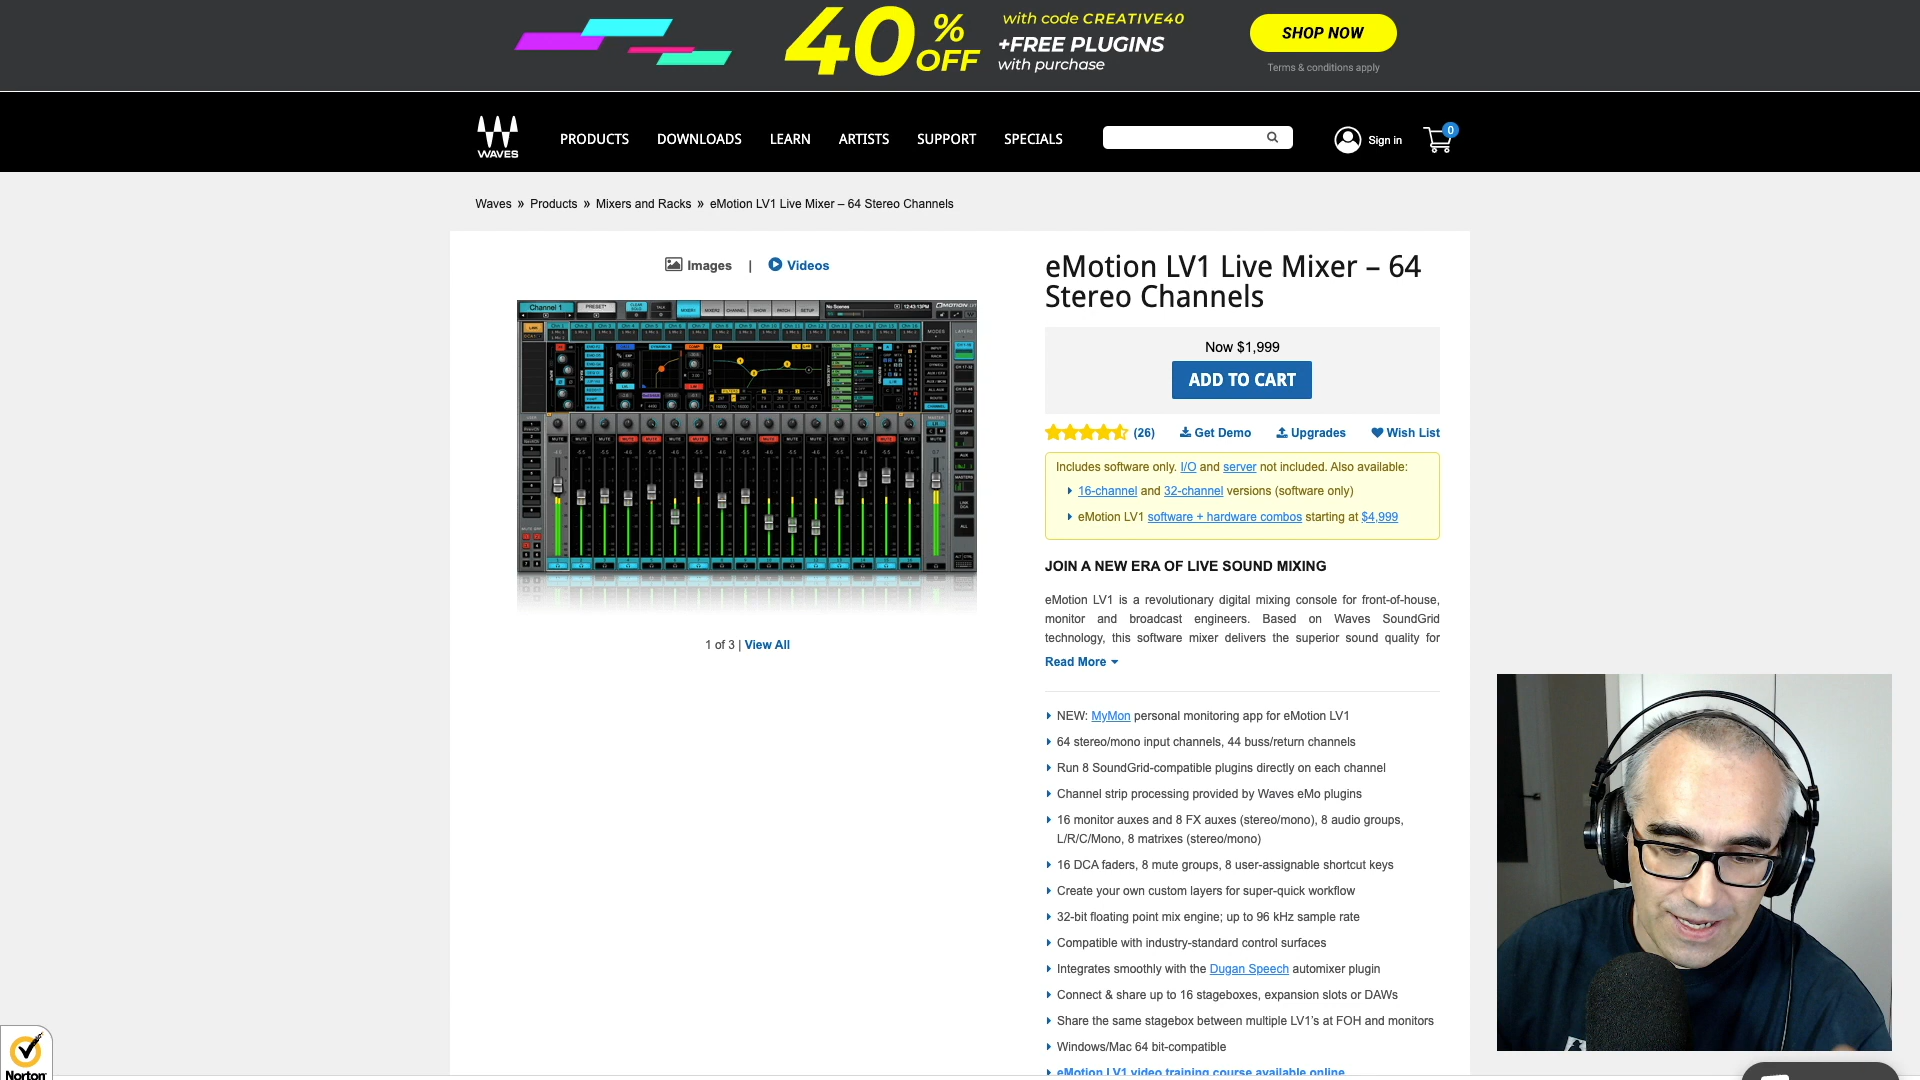 40% OFF
with code CREATIVE40
+FREE PLUGINS
with purchase
SHOP NOW
Terms & conditions apply
WAVES
PRODUCTS
DOWNLOADS
LEARN
ARTISTS
SUPPORT
SPECIALS
Sign in
0
Waves » Products » Mixers and Racks » eMotion LV1 Live Mixer – 64 Stereo Channels
Images | Videos
Channel 1
1 of 3 | View All
eMotion LV1 Live Mixer – 64
Stereo Channels
Now $1,999
ADD TO CART
(26)
Get Demo
Upgrades
Wish List
Includes software only. I/O and server not included. Also available:
16-channel and 32-channel versions (software only)
eMotion LV1 software + hardware combos starting at $4,999
JOIN A NEW ERA OF LIVE SOUND MIXING
eMotion LV1 is a revolutionary digital mixing console for front-of-house,
monitor and broadcast engineers. Based on Waves SoundGrid
technology, this software mixer delivers the superior sound quality for
Read More
NEW: MyMon personal monitoring app for eMotion LV1
64 stereo/mono input channels, 44 buss/return channels
Run 8 SoundGrid-compatible plugins directly on each channel
Channel strip processing provided by Waves eMo plugins
16 monitor auxes and 8 FX auxes (stereo/mono), 8 audio groups,
L/R/C/Mono, 8 matrixes (stereo/mono)
16 DCA faders, 8 mute groups, 8 user-assignable shortcut keys
Create your own custom layers for super-quick workflow
32-bit floating point mix engine; up to 96 kHz sample rate
Compatible with industry-standard control surfaces
Integrates smoothly with the Dugan Speech automixer plugin
Connect & share up to 16 stageboxes, expansion slots or DAWs
Share the same stagebox between multiple LV1's at FOH and monitors
Windows/Mac 64 bit-compatible
eMotion LV1 video training course available online
Norton